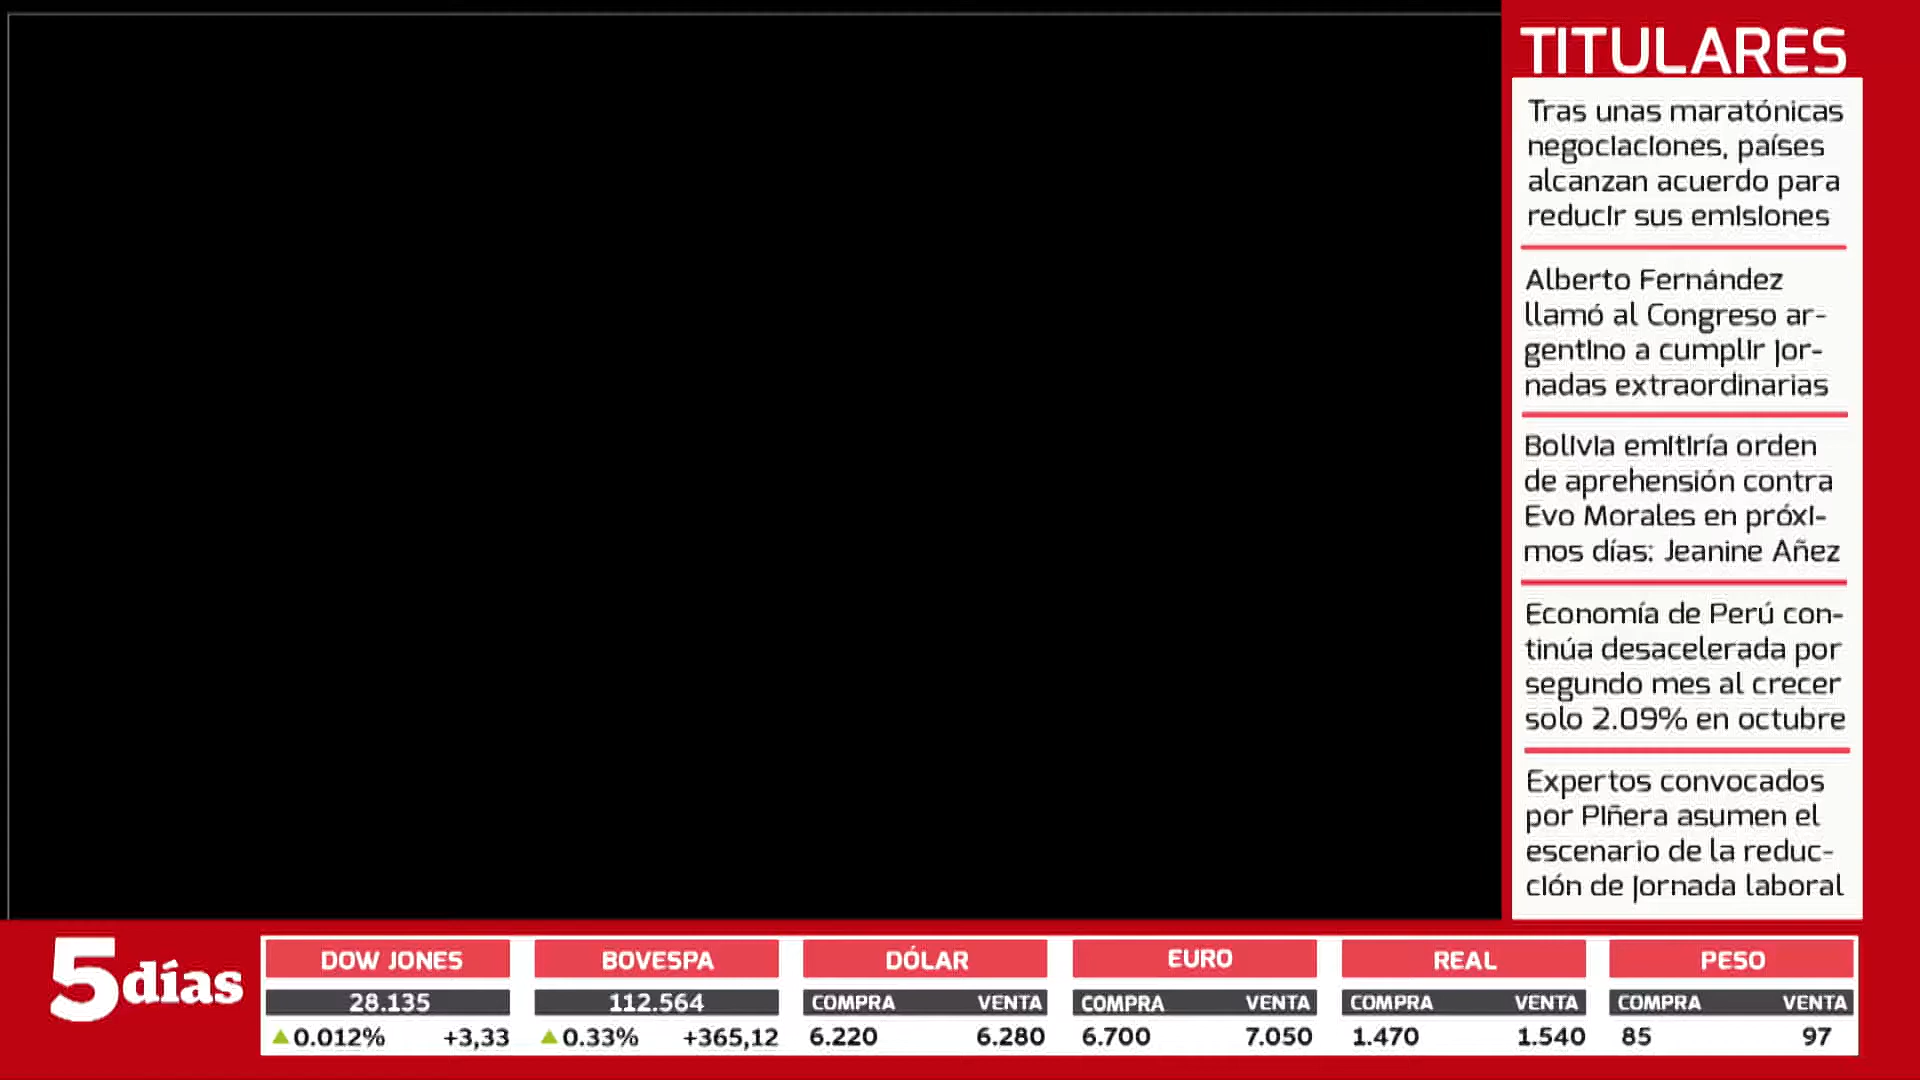 TITULARES
Tras unas maratónicas
negociaciones, países
alcanzan acuerdo para
reducir sus emisiones
Alberto Fernández
llamó al Congreso ar-
gentino a cumplir jor-
nadas extraordinarias
Bolivia emitiría orden
de aprehensión contra
Evo Morales en próxi-
mos días: Jeanine Añez
Economía de Perú con-
tinúa desacelerada por
segundo mes al crecer
solo 2.09% en octubre
Expertos convocados
por Piñera asumen el
escenario de la reduc-
ción de jornada laboral
5días
DOW JONES
28.135
0.012% +3,33
BOVESPA
112.564
0.33% +365,12
DÓLAR
COMPRA VENTA
6.220 6.280
EURO
COMPRA VENTA
6.700 7.050
REAL
COMPRA VENTA
1.470 1.540
PESO
COMPRA VENTA
85 97